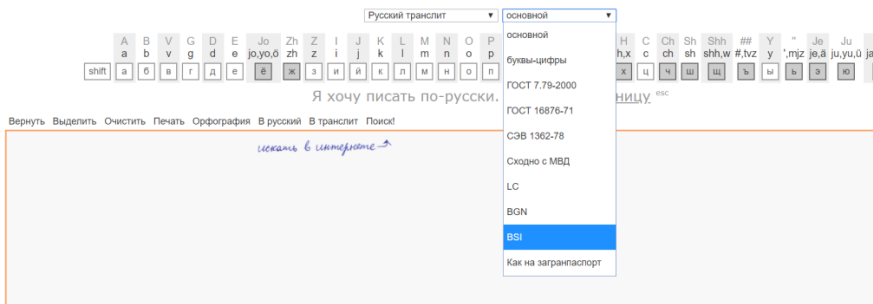 Русский транслит основной
основной
буквы-цифры
ГОСТ 7.79-2000
ГОСТ 16876-71
СЭВ 1362-78
Сходно с МВД
LC
BGN
BSI
Как на загранпаспорт
A B V G D E Jo Zh Z I J K L M N O P H C Ch Sh Shh ## Y " Je Ju
a b v g d e jo,yo,ö zh z i j k l m n o p h,x c ch sh shh,w #,tvz y ',mjz je,ä ju,yu,ü ja
shift а б в г д е ё ж з и й к л м н о п х ц ч ш щ ъ ы ь э ю
Я хочу писать по-русски. ницу esc
Вернуть Выделить Очистить Печать Орфография В русский В транслит Поиск!
искать в интернете